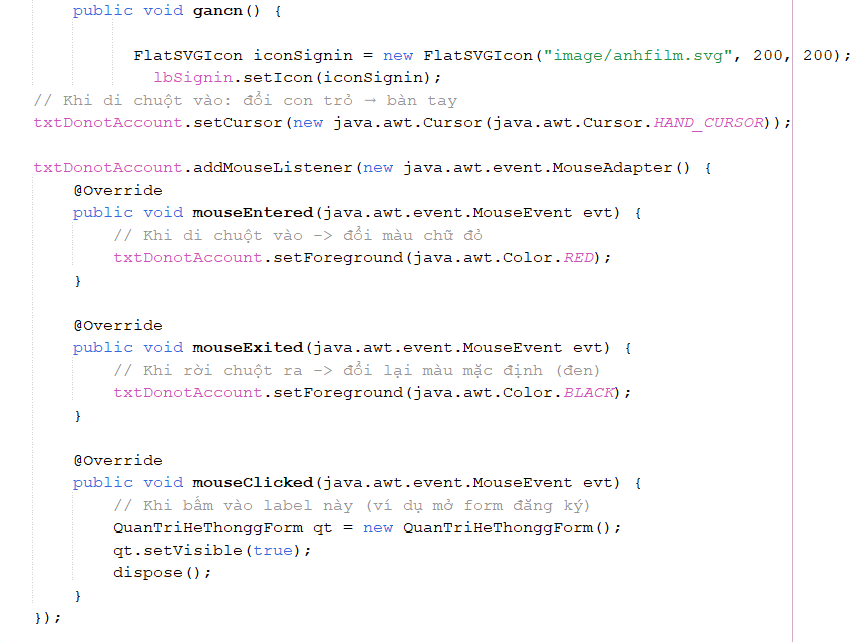 public void gancn() {
FlatSVGIcon iconSignin = new FlatSVGIcon("image/anhfilm.svg", 200, 200);
lbSignin.setIcon(iconSignin);
// Khi di chuột vào: đổi con trỏ → bàn tay
txtDonotAccount.setCursor(new java.awt.Cursor(java.awt.Cursor.HAND_CURSOR));
txtDonotAccount.addMouseListener(new java.awt.event.MouseAdapter() {
@Override
public void mouseEntered(java.awt.event.MouseEvent evt) {
// Khi di chuột vào -> đổi màu chữ đỏ
txtDonotAccount.setForeground(java.awt.Color.RED);
}
@Override
public void mouseExited(java.awt.event.MouseEvent evt) {
// Khi rời chuột ra -> đổi lại màu mặc định (đen)
txtDonotAccount.setForeground(java.awt.Color.BLACK);
}
@Override
public void mouseClicked(java.awt.event.MouseEvent evt) {
// Khi bấm vào label này (ví dụ mở form đăng ký)
QuanTriHeThonggForm qt = new QuanTriHeThonggForm();
qt.setVisible(true);
dispose();
}
});